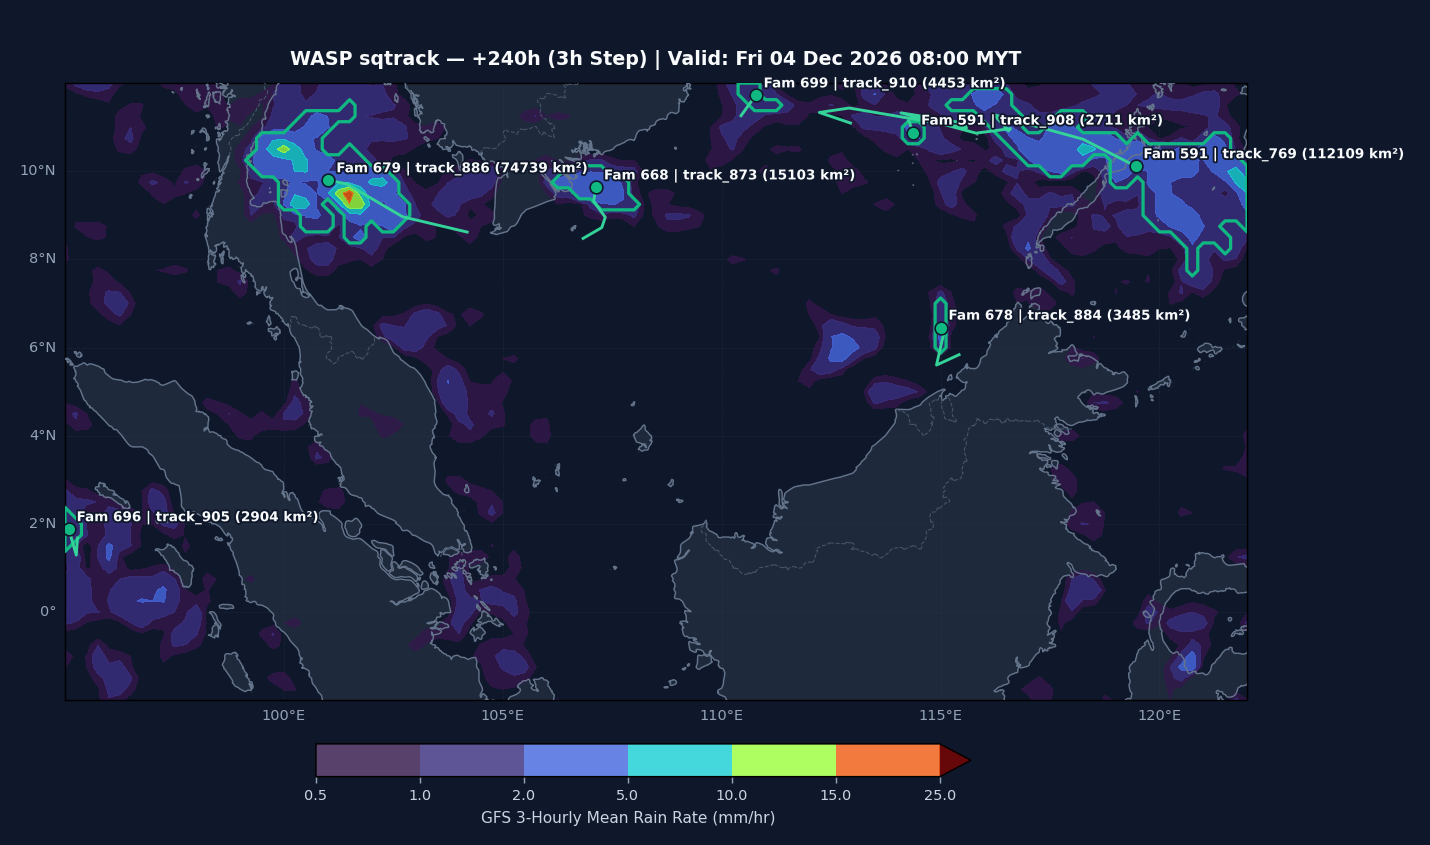 WASP sqtrack — +240h (3h Step) | Valid: Fri 04 Dec 2026 08:00 MYT
Fam 699 | track_910 (4453 km²)
Fam 591 | track_908 (2711 km²)
Fam 591 | track_769 (112109 km²)
Fam 679 | track_886 (74739 km²)
Fam 668 | track_873 (15103 km²)
Fam 678 | track_884 (3485 km²)
Fam 696 | track_905 (2904 km²)
10°N
8°N
6°N
4°N
2°N
0°
100°E 105°E 110°E 115°E 120°E
0.5 1.0 2.0 5.0 10.0 15.0 25.0
GFS 3-Hourly Mean Rain Rate (mm/hr)